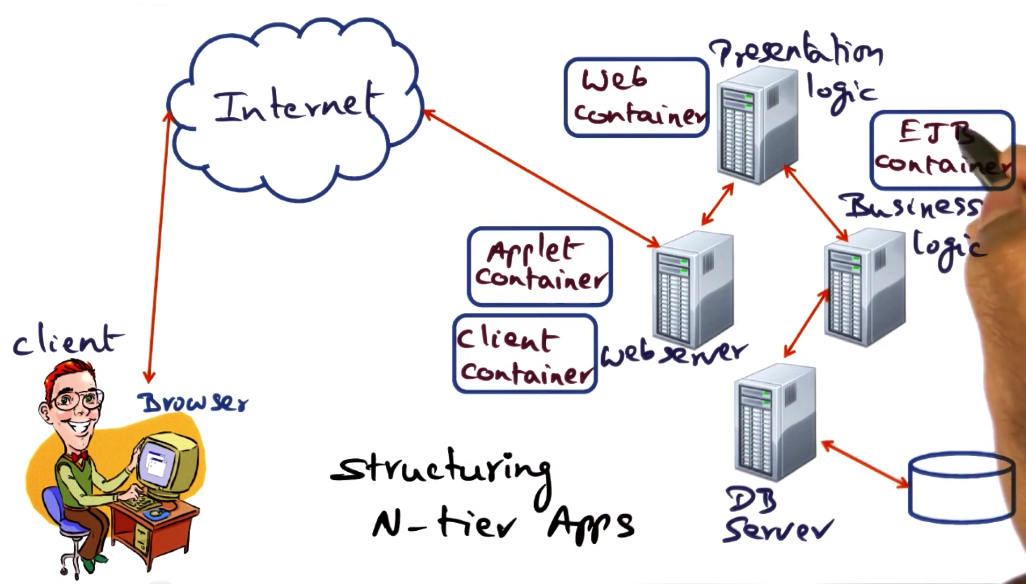 Internet
Presentation
logic
Web
container
EJB
container
Business
logic
Applet
container
Client
container
Webserver
client
Browser
Structuring
N-tier Apps
DB
Server